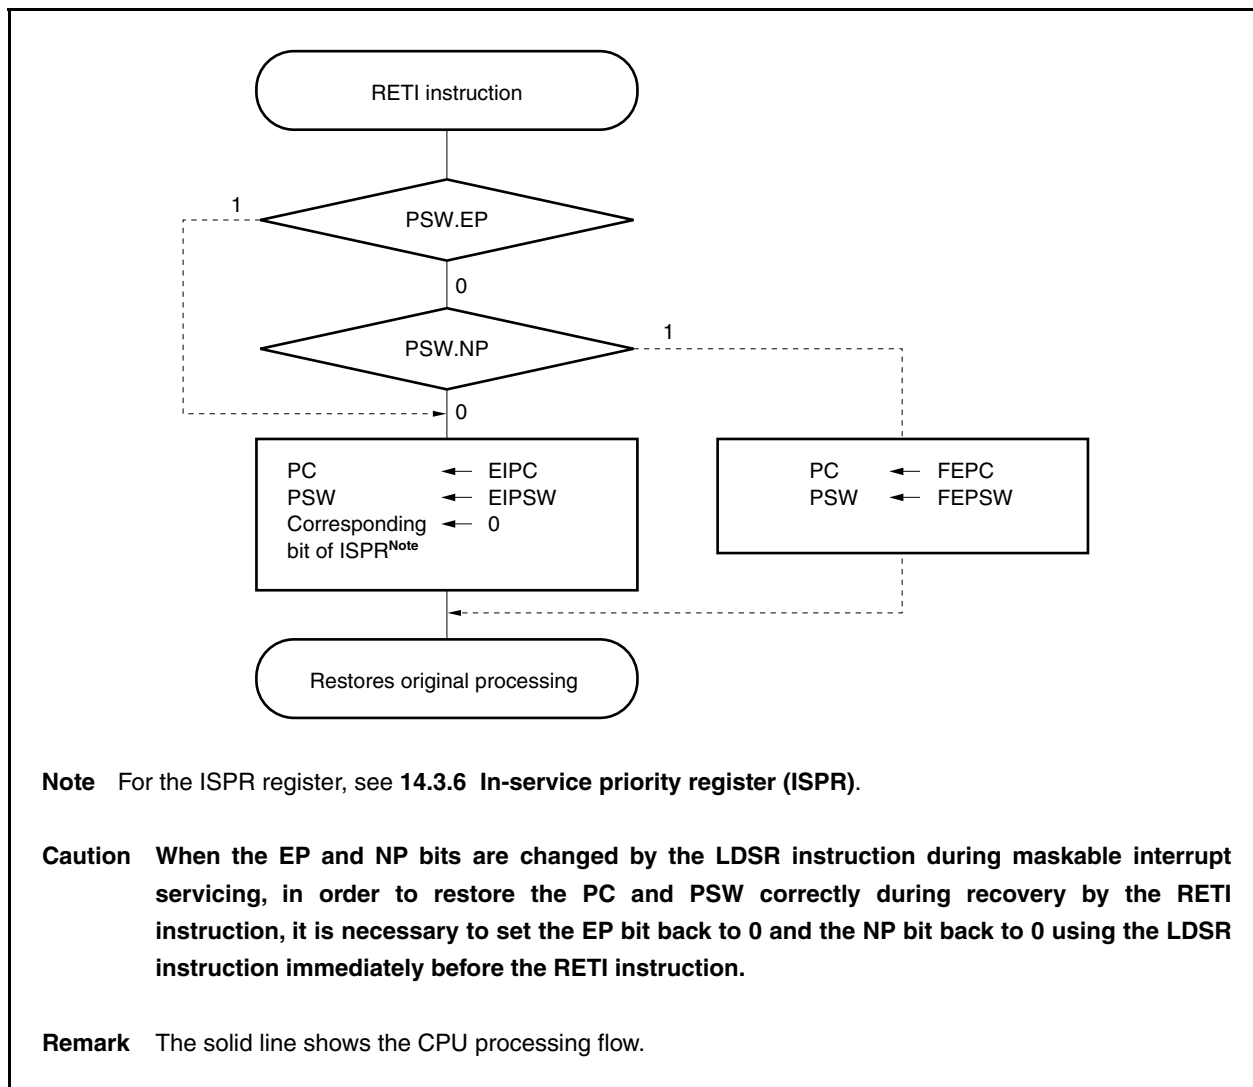 RETI instruction
1
PSW.EP
0
PSW.NP
1
0
PC ← EIPC
PSW ← EIPSW
Corresponding ← 0
bit of ISPRNote
PC ← FEPC
PSW ← FEPSW
Restores original processing
Note For the ISPR register, see 14.3.6 In-service priority register (ISPR).
Caution When the EP and NP bits are changed by the LDSR instruction during maskable interrupt
servicing, in order to restore the PC and PSW correctly during recovery by the RETI
instruction, it is necessary to set the EP bit back to 0 and the NP bit back to 0 using the LDSR
instruction immediately before the RETI instruction.
Remark The solid line shows the CPU processing flow.